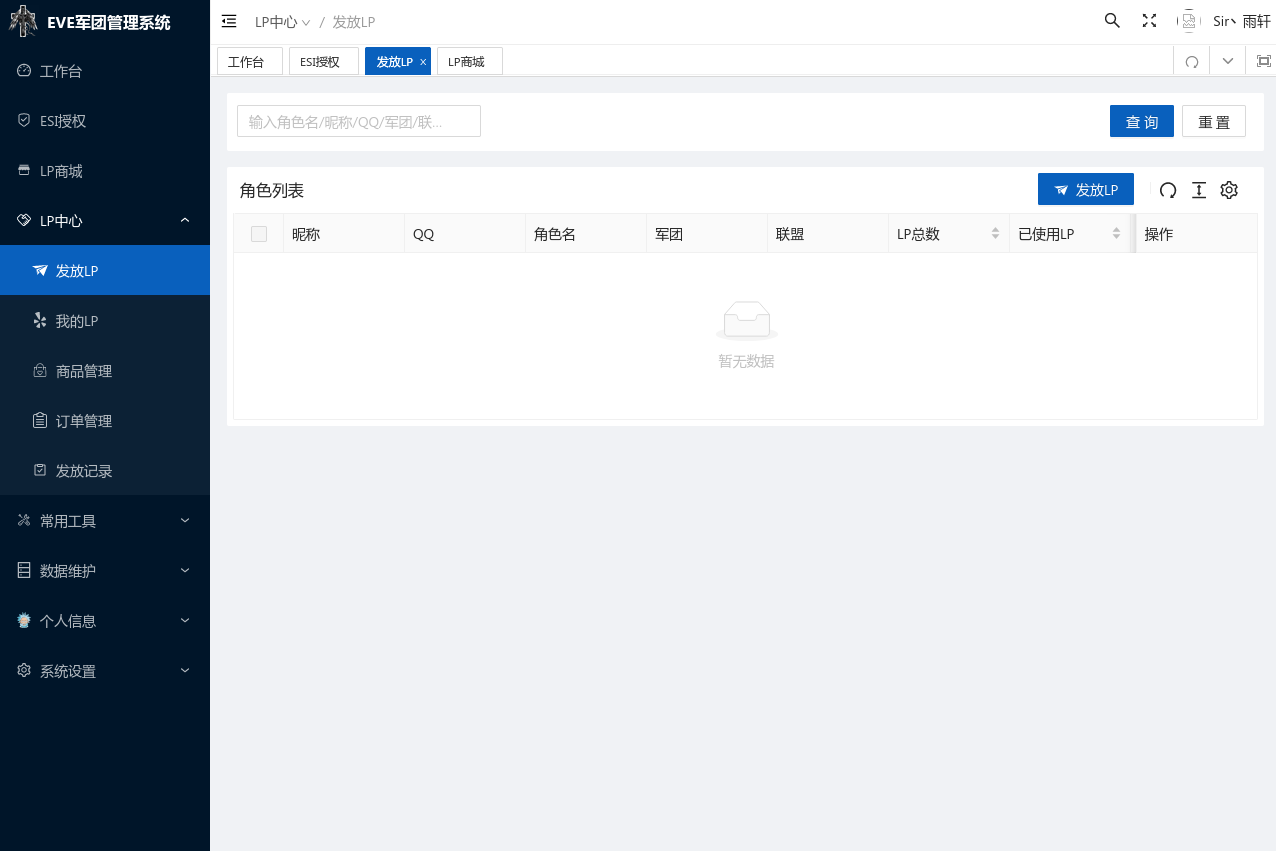 EVE军团管理系统
LP中心 / 发放LP
Sir丶雨轩
工作台 ESI授权 发放LP × LP商城
工作台
ESI授权
LP商城
LP中心
发放LP
我的LP
商品管理
订单管理
发放记录
常用工具
数据维护
个人信息
系统设置
输入角色名/昵称/QQ/军团/联...
查 询 重 置
角色列表
发放LP
昵称 QQ 角色名 军团 联盟 LP总数 已使用LP 操作
暂无数据